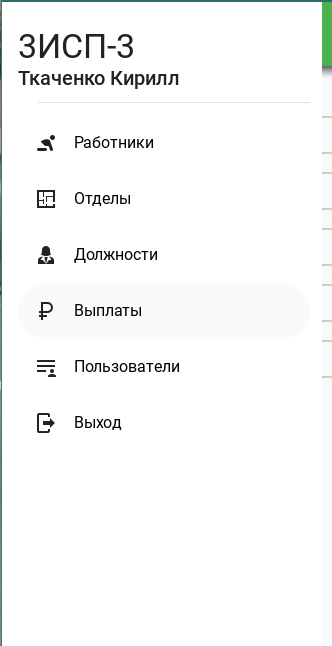 ЗИСП-3
Ткаченко Кирилл
Работники
Отделы
Должности
Выплаты
Пользователи
Выход